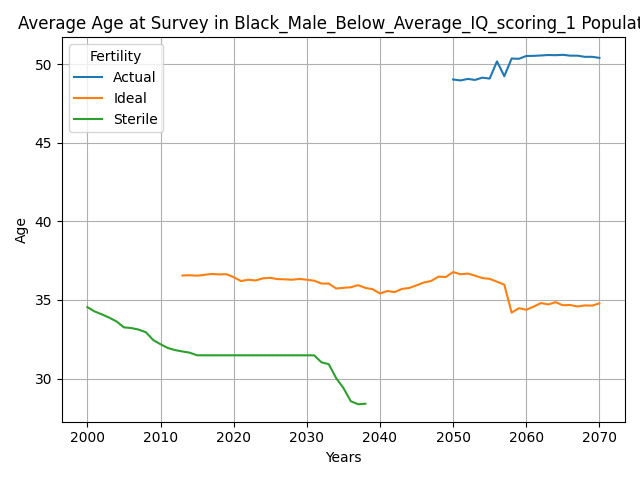 Average Age at Survey in Black_Male_Below_Average_IQ_scoring_1 Populat
Fertility
Actual
Ideal
Sterile
50
45
40
35
30
Age
2000 2010 2020 2030 2040 2050 2060 2070
Years